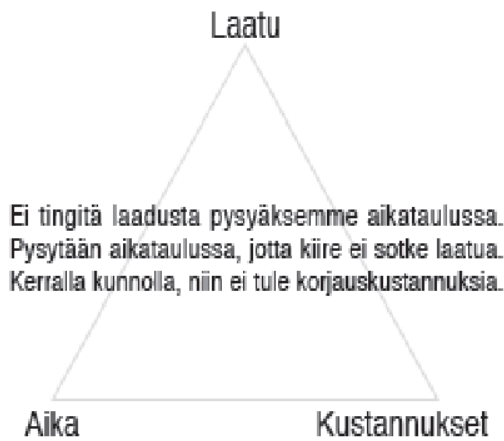 Laatu
Ei tingitä laadusta pysyäksemme aikataulussa.
Pysytään aikataulussa, jotta kiire ei sotke laatua.
Kerralla kunnolla, niin ei tule korjauskustannuksia.
Aika Kustannukset